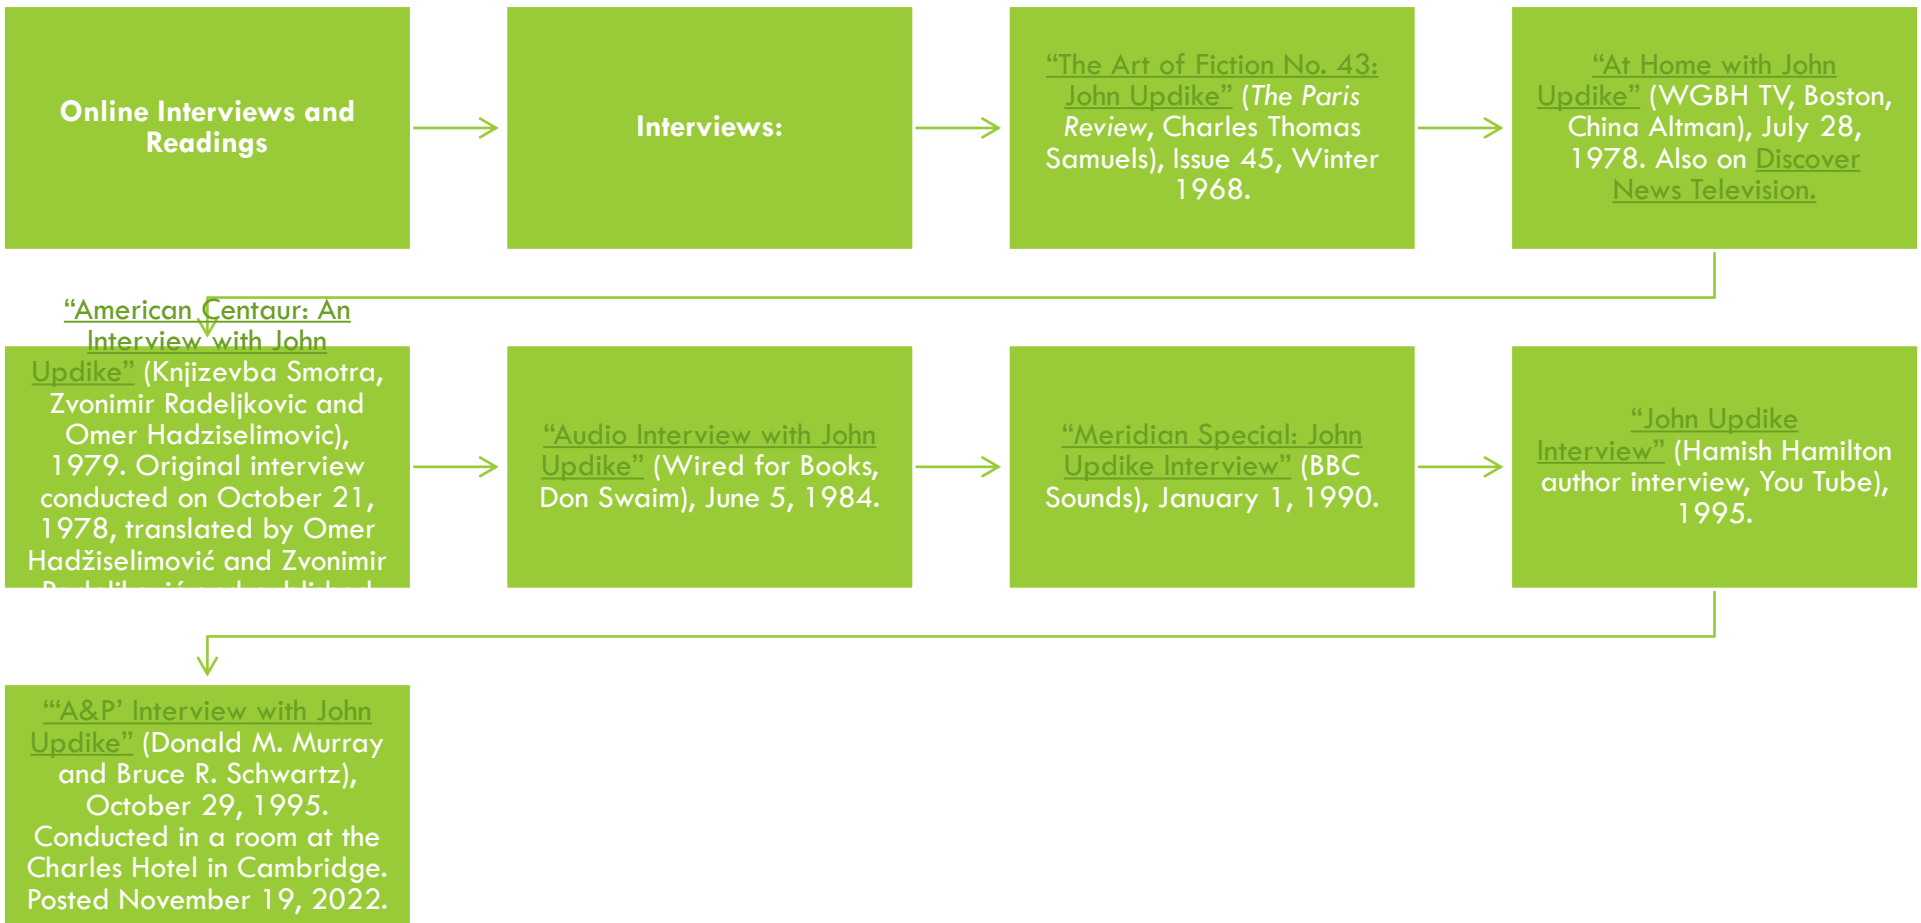 Online Interviews and
Readings
Interviews:
“The Art of Fiction No. 43:
John Updike” (The Paris
Review, Charles Thomas
Samuels), Issue 45, Winter
1968.
“At Home with John
Updike” (WGBH TV, Boston,
China Altman), July 28,
1978. Also on Discover
News Television.
“American Centaur: An
Interview with John
Updike” (Knjizevba Smotra,
Zvonimir Radeljkovic and
Omer Hadziselimovic),
1979. Original interview
conducted on October 21,
1978, translated by Omer
Hadžiselimović and Zvonimir
Radeljković and published
“Audio Interview with John
Updike” (Wired for Books,
Don Swaim), June 5, 1984.
“Meridian Special: John
Updike Interview” (BBC
Sounds), January 1, 1990.
“John Updike
Interview” (Hamish Hamilton
author interview, You Tube),
1995.
“‘A&P’ Interview with John
Updike” (Donald M. Murray
and Bruce R. Schwartz),
October 29, 1995.
Conducted in a room at the
Charles Hotel in Cambridge.
Posted November 19, 2022.